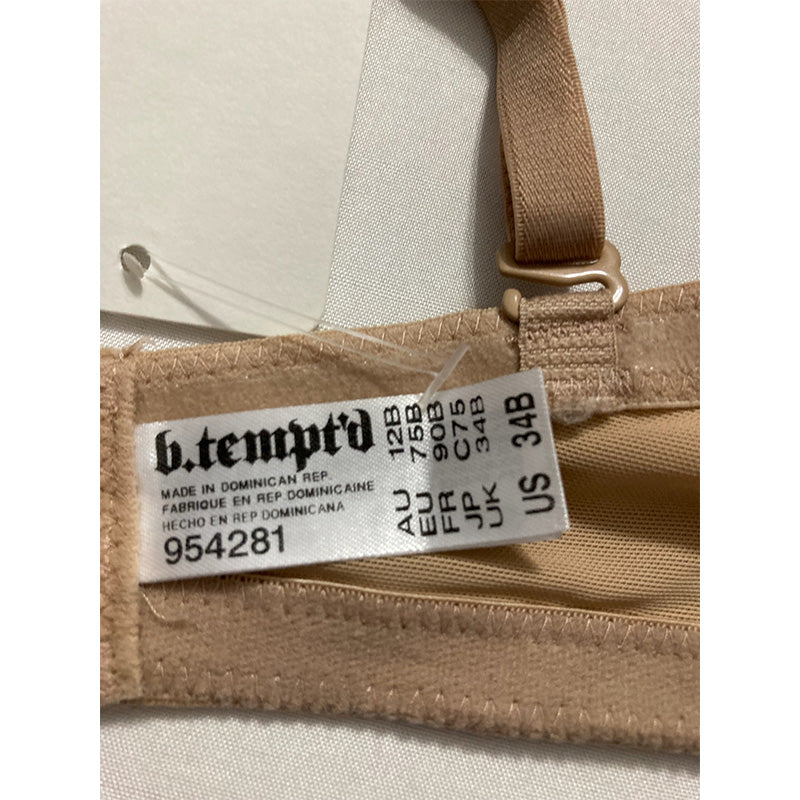 b.tempt'd
MADE IN DOMINICAN REP.
FABRIQUE EN REP. DOMINICAINE
HECHO EN REP. DOMINICANA
954281
AU 12B
EU 75B
FR 90B
JP C75
UK 34B
US 34B